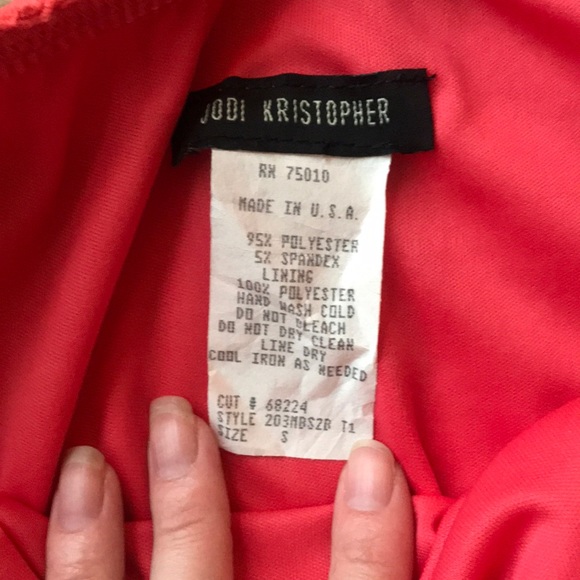 JODI KRISTOPHER
RN 75010
MADE IN U.S.A.
95% POLYESTER
5% SPANDEX
LINING
100% POLYESTER
HAND WASH COLD
DO NOT BLEACH
DO NOT DRY CLEAN
LINE DRY
COOL IRON AS NEEDED
CUT # 68224
STYLE 203MBS2B T1
SIZE S